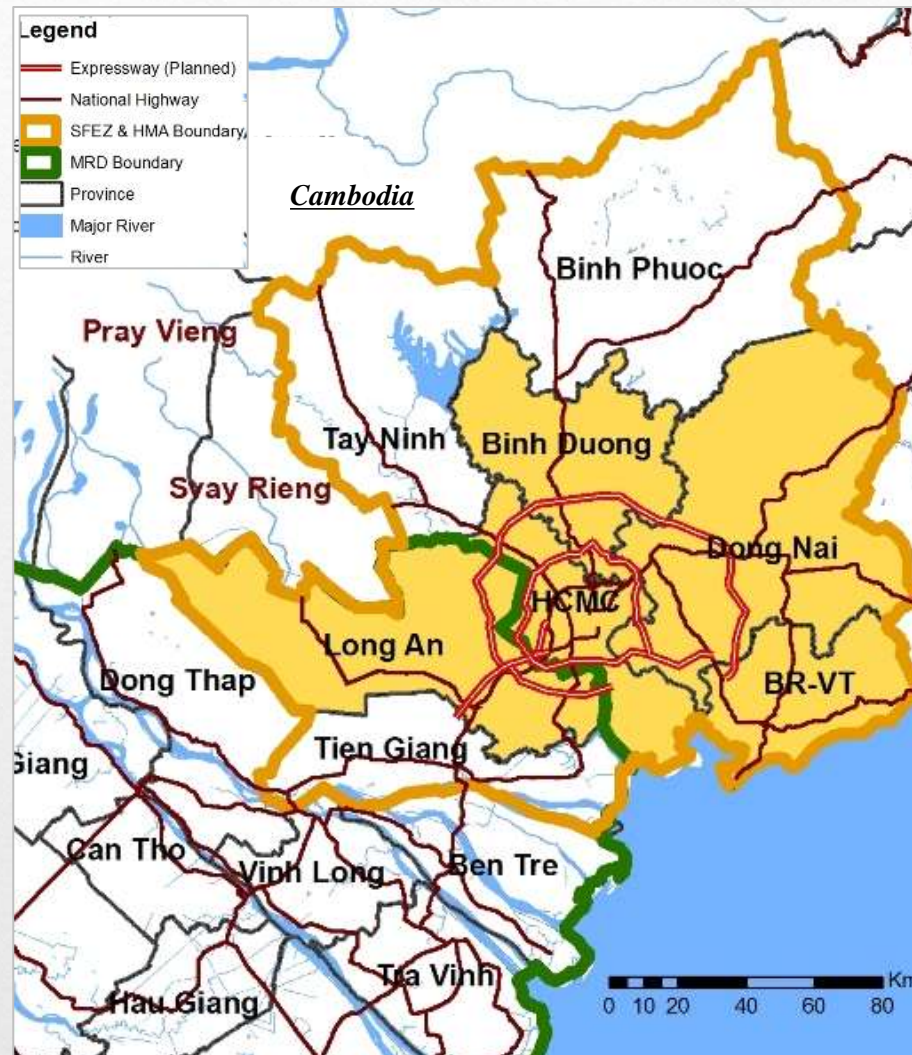 Legend
Expressway (Planned)
National Highway
SFEZ & HMA Boundary
MRD Boundary
Province
Major River
River
Cambodia
Binh Phuoc
Pray Vieng
Tay Ninh
Binh Duong
Svay Rieng
Dong Nai
HCMC
Long An
Dong Thap
BR-VT
Tien Giang
Giang
Can Tho
Vinh Long
Ben Tre
Tra Vinh
Hau Giang
Km
0 10 20 40 60 80